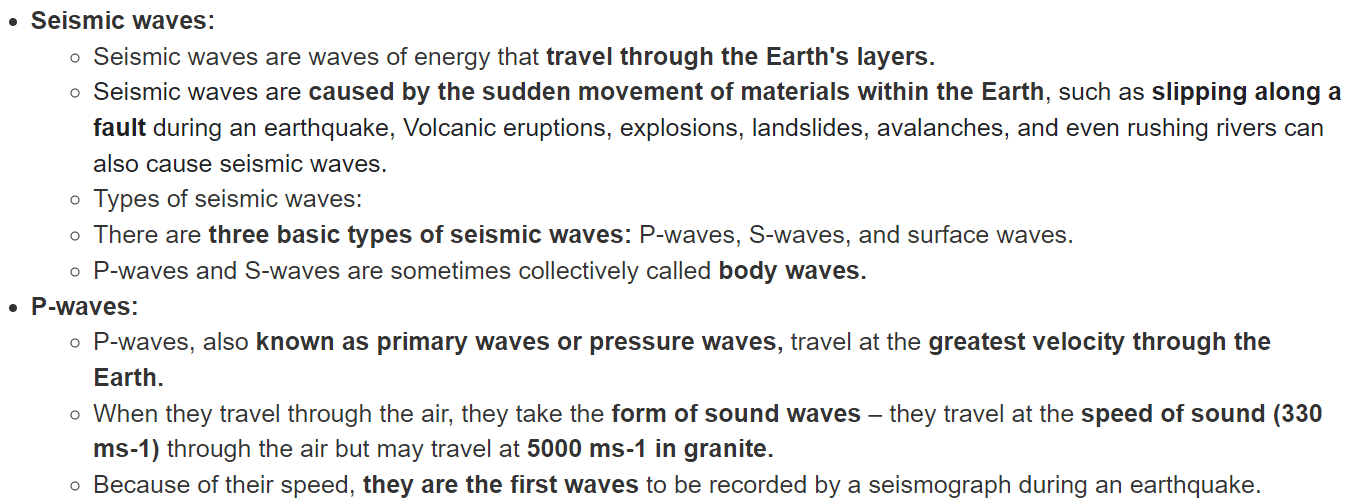 • Seismic waves:
◦ Seismic waves are waves of energy that travel through the Earth's layers.
◦ Seismic waves are caused by the sudden movement of materials within the Earth, such as slipping along a
fault during an earthquake, Volcanic eruptions, explosions, landslides, avalanches, and even rushing rivers can
also cause seismic waves.
◦ Types of seismic waves:
◦ There are three basic types of seismic waves: P-waves, S-waves, and surface waves.
◦ P-waves and S-waves are sometimes collectively called body waves.
• P-waves:
◦ P-waves, also known as primary waves or pressure waves, travel at the greatest velocity through the
Earth.
◦ When they travel through the air, they take the form of sound waves – they travel at the speed of sound (330
ms-1) through the air but may travel at 5000 ms-1 in granite.
◦ Because of their speed, they are the first waves to be recorded by a seismograph during an earthquake.